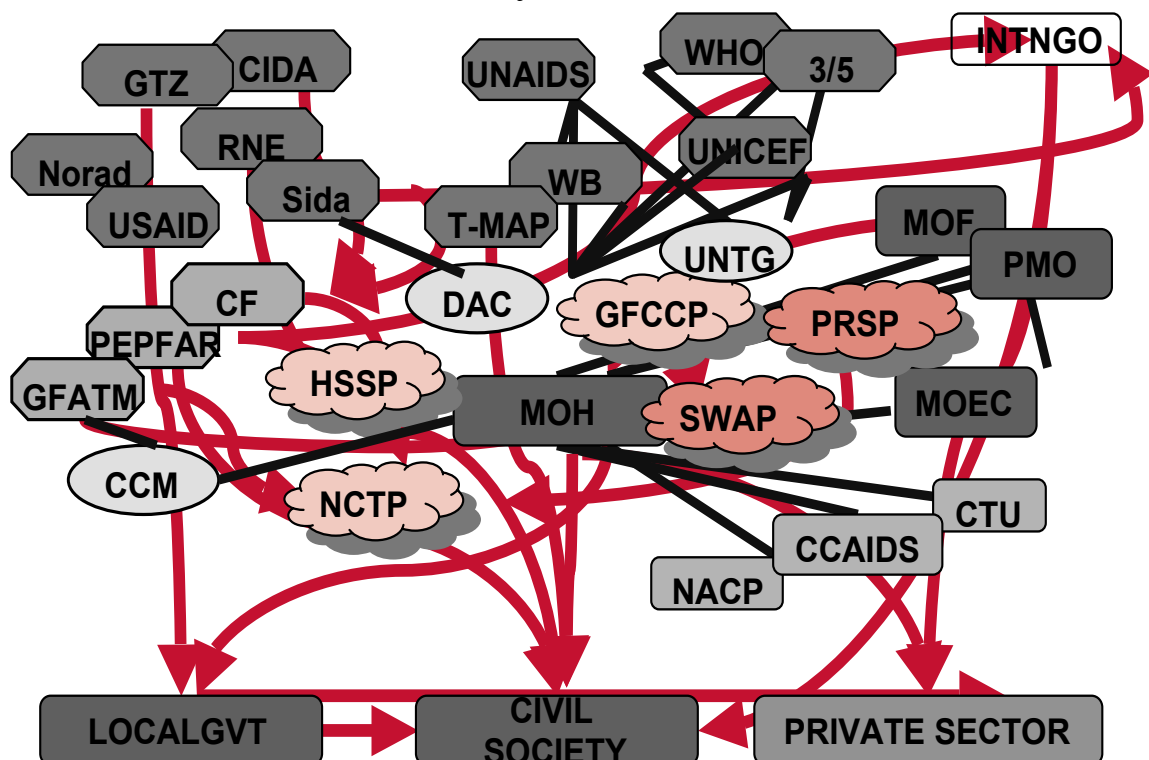 WHO
INTNGO
GTZ
CIDA
UNAIDS
3/5
RNE
UNICEF
Norad
Sida
WB
USAID
T-MAP
MOF
UNTG
PMO
CF
DAC
GFCCP
PRSP
PEPFAR
HSSP
GFATM
MOH
SWAP
MOEC
CCM
NCTP
CTU
CCAIDS
NACP
LOCALGVT
CIVIL
SOCIETY
PRIVATE SECTOR